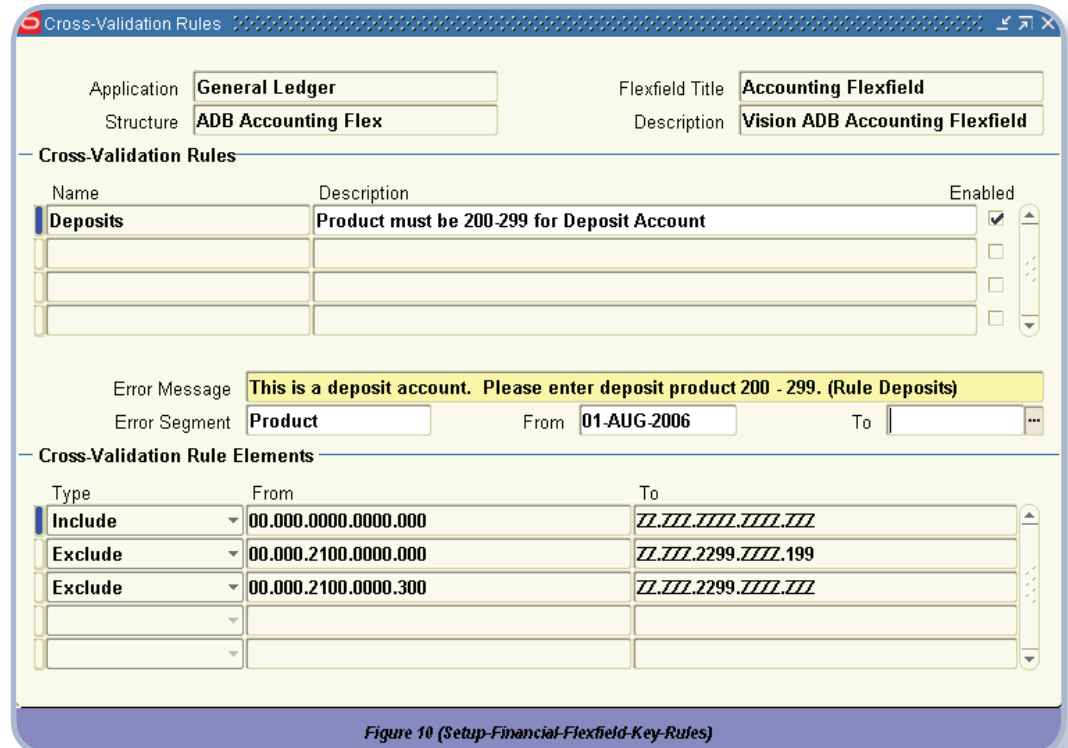 Cross-Validation Rules
Application General Ledger Flexfield Title Accounting Flexfield
Structure ADB Accounting Flex Description Vision ADB Accounting Flexfield
Cross-Validation Rules
Name Description Enabled
Deposits Product must be 200-299 for Deposit Account
Error Message This is a deposit account. Please enter deposit product 200 - 299. (Rule Deposits)
Error Segment Product From 01-AUG-2006 To
Cross-Validation Rule Elements
Type From To
Include 00.000.0000.0000.000 ZZ.ZZZ.ZZZZ.ZZZZ.ZZZ
Exclude 00.000.2100.0000.000 ZZ.ZZZ.2299.ZZZZ.199
Exclude 00.000.2100.0000.300 ZZ.ZZZ.2299.ZZZZ.ZZZ
Figure 10 (Setup-Financial-Flexfield-Key-Rules)